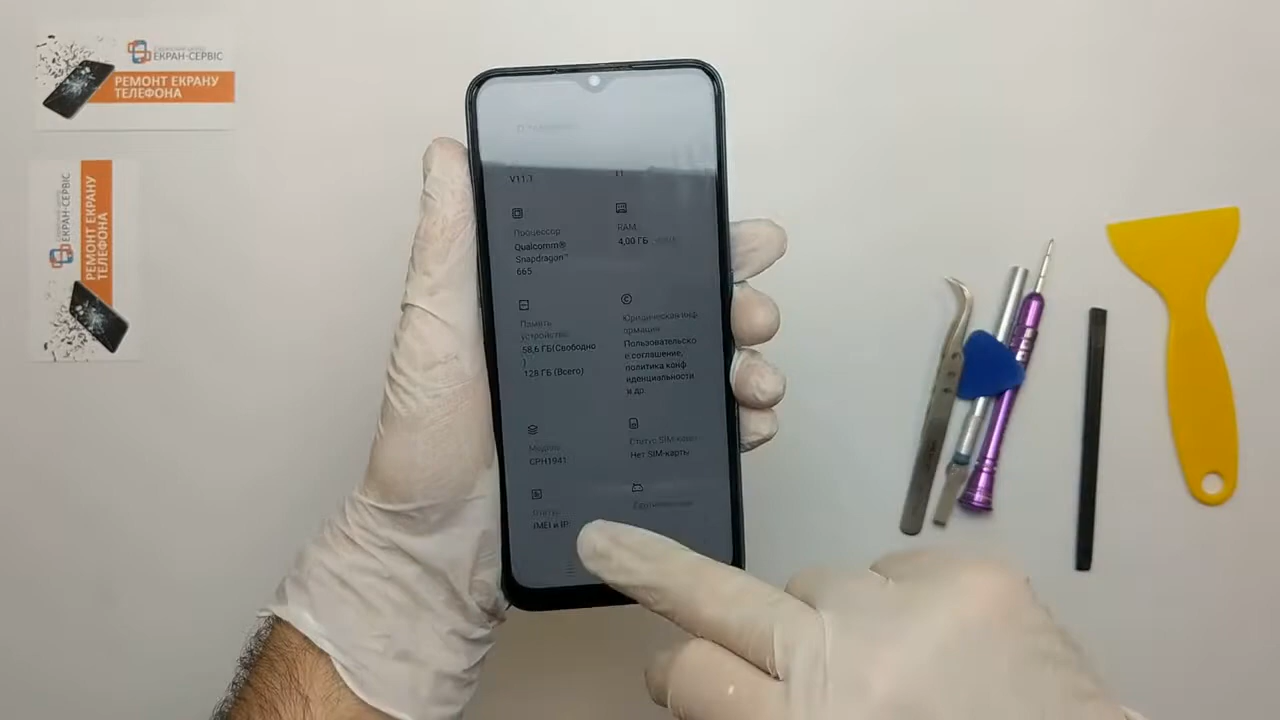 ЕКРАН-СЕРВІС
РЕМОНТ ЕКРАНУ
ТЕЛЕФОНА
ЕКРАН-СЕРВІС
РЕМОНТ ЕКРАНУ
ТЕЛЕФОНА
V11.1
11
Процессор
Qualcomm®
Snapdragon™
665
RAM
4,00 ГБ
Память
устройства
58,6 ГБ(Свободно
)
128 ГБ (Всего)
Юридическая инф
ормация
Пользовательско
е соглашение,
политика конф
иденциальности
и др.
Модель
CPH1941
Статус SIM-карты
Нет SIM-карты
Статус
IMEI и IP